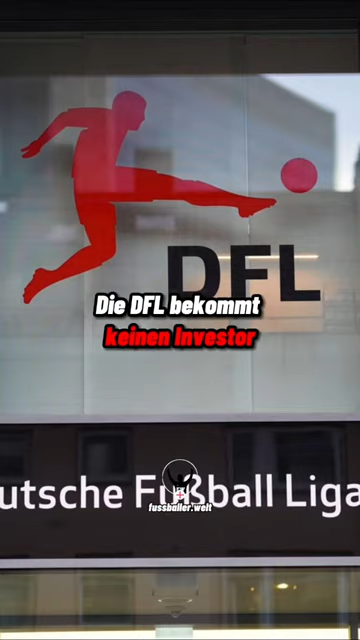 DFL
Die DFL bekommt
keinen Investor
utsche Fußball Liga
fussballer.welt